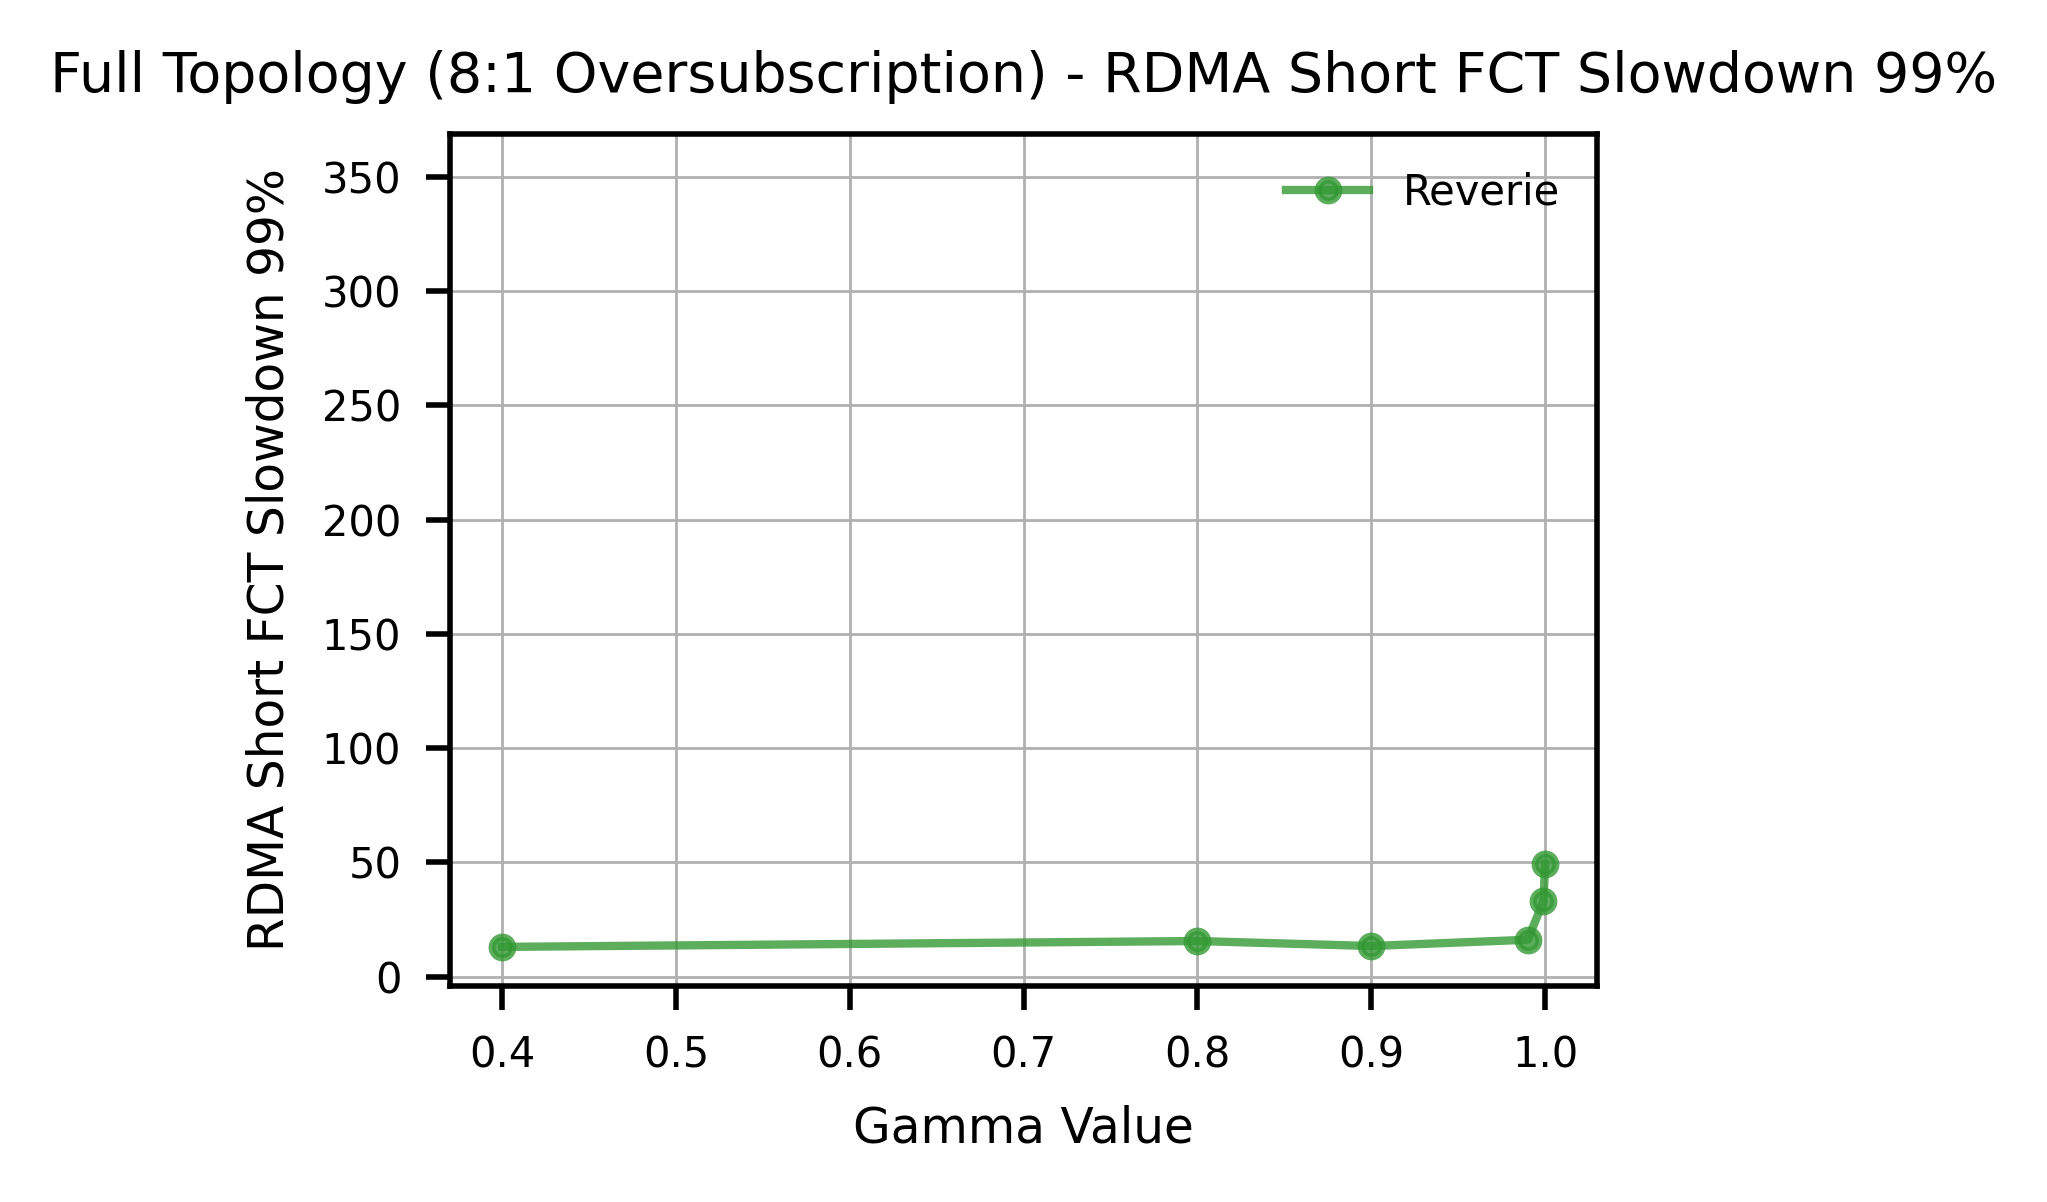 Full Topology (8:1 Oversubscription) - RDMA Short FCT Slowdown 99%
RDMA Short FCT Slowdown 99%
350
300
250
200
150
100
50
0
Reverie
0.4 0.5 0.6 0.7 0.8 0.9 1.0
Gamma Value